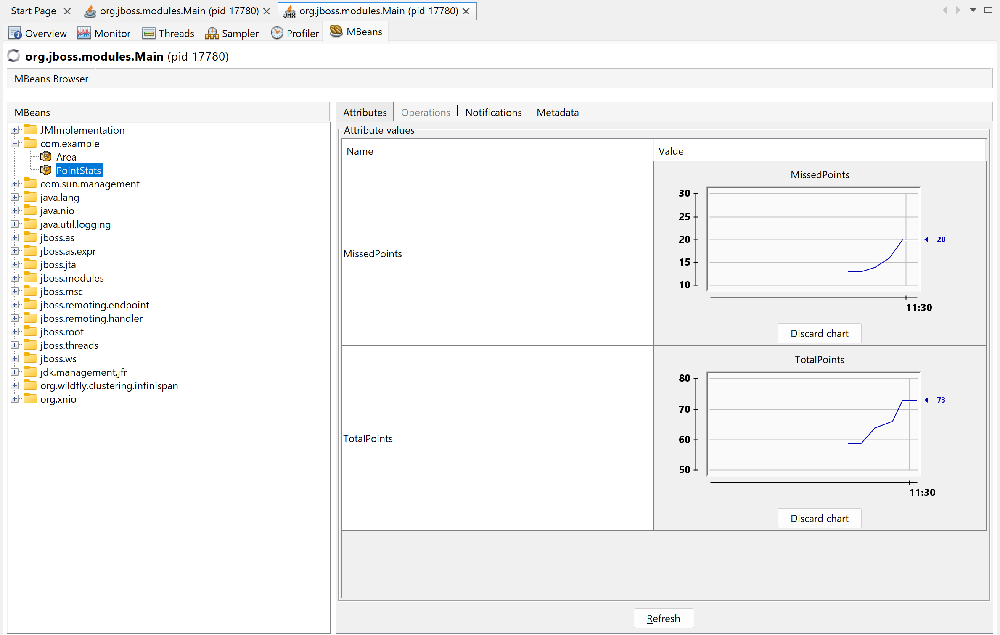 Start Page
org.jboss.modules.Main (pid 17780)
org.jboss.modules.Main (pid 17780)
JMX
Overview
Monitor
Threads
Sampler
Profiler
MBeans
org.jboss.modules.Main (pid 17780)
MBeans Browser
MBeans
JMImplementation
com.example
Area
PointStats
com.sun.management
java.lang
java.nio
java.util.logging
jboss.as
jboss.as.expr
jboss.jta
jboss.modules
jboss.msc
jboss.remoting.endpoint
jboss.remoting.handler
jboss.root
jboss.threads
jboss.ws
jdk.management.jfr
org.wildfly.clustering.infinispan
org.xnio
Attributes
Operations
Notifications
Metadata
Attribute values
Name
Value
MissedPoints
MissedPoints
30
25
20
15
10
20
11:30
Discard chart
TotalPoints
TotalPoints
80
70
60
50
73
11:30
Discard chart
Refresh